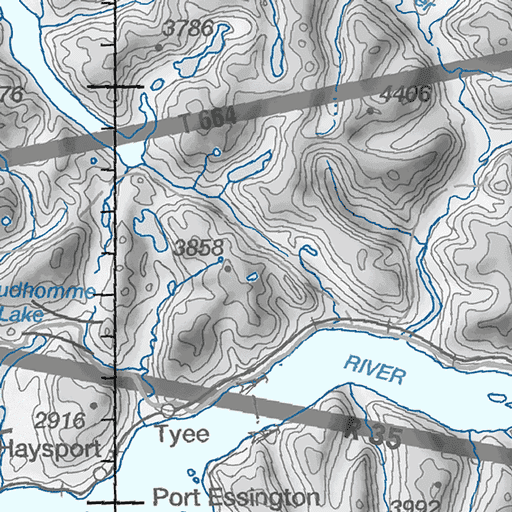 3786
76
4406
T 664
3858
udhomme
Lake
RIVER
2916
Haysport
Tyee
R 35
Port Essington
3992